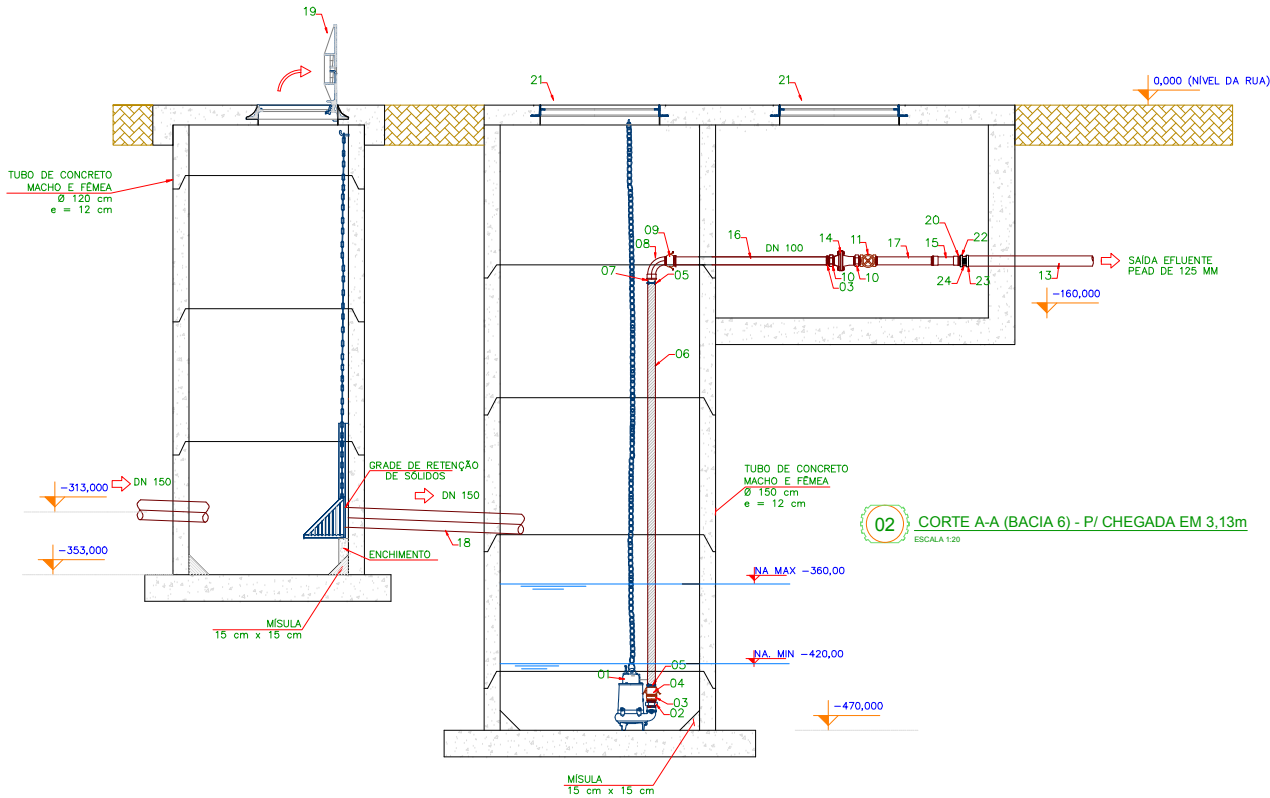 19
21
21
0,000 (NÍVEL DA RUA)
TUBO DE CONCRETO
MACHO E FÊMEA
Ø 120 cm
e = 12 cm
09
08
07
05
16
DN 100
14
11
10
03
10
17
15
20
22
24
23
13
SAÍDA EFLUENTE
PEAD DE 125 MM
-160,000
06
DN 150
-313,000
-353,000
GRADE DE RETENÇÃO
DE SÓLIDOS
DN 150
18
ENCHIMENTO
MÍSULA
15 cm x 15 cm
TUBO DE CONCRETO
MACHO E FÊMEA
Ø 150 cm
e = 12 cm
02
CORTE A-A (BACIA 6) - P/ CHEGADA EM 3,13m
ESCALA 1:20
NA MAX -360,00
NA. MIN -420,00
01
05
04
03
02
-470,000
MÍSULA
15 cm x 15 cm